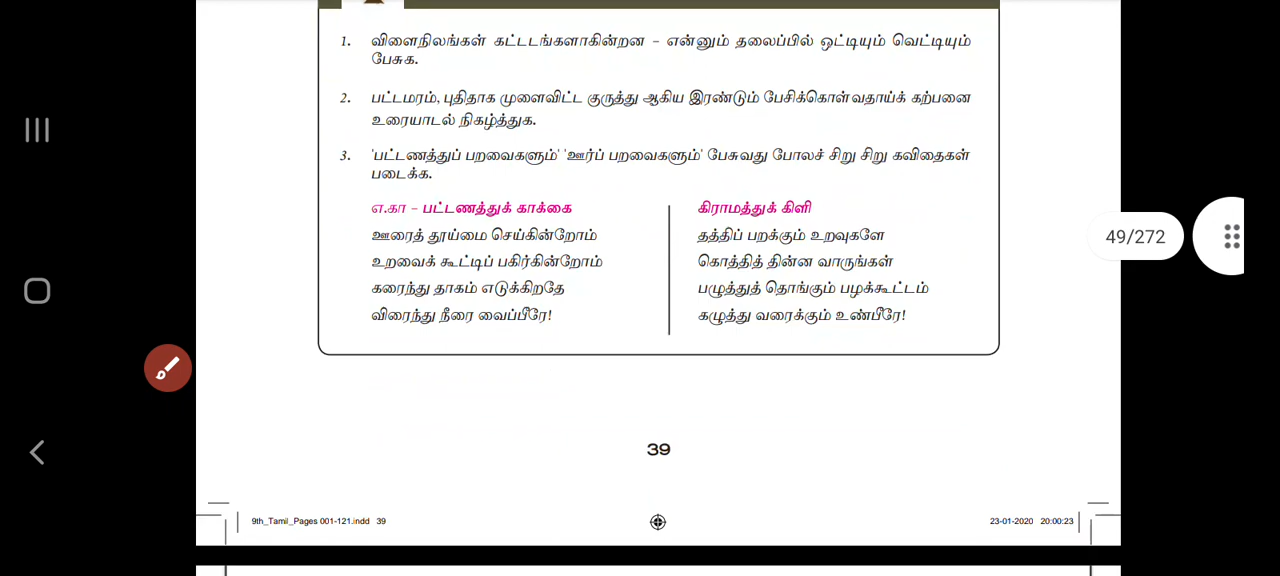 1. விளைநிலங்கள் கட்டடங்களாகின்றன – என்னும் தலைப்பில் ஒட்டியும் வெட்டியும்
பேசுக.
2. பட்டமரம், புதிதாக முளைவிட்ட குருத்து ஆகிய இரண்டும் பேசிக்கொள்வதாய்க் கற்பனை
உரையாடல் நிகழ்த்துக.
3. 'பட்டணத்துப் பறவைகளும்' 'ஊர்ப் பறவைகளும்' பேசுவது போலச் சிறு சிறு கவிதைகள்
படைக்க.
எ.கா – பட்டணத்துக் காக்கை
ஊரைத் தூய்மை செய்கின்றோம்
உறவைக் கூட்டிப் பகிர்கின்றோம்
கரைந்து தாகம் எடுக்கிறதே
விரைந்து நீரை வைப்பீரே!
கிராமத்துக் கிளி
தத்திப் பறக்கும் உறவுகளே
கொத்தித் தின்ன வாருங்கள்
பழுத்துத் தொங்கும் பழக்கூட்டம்
கழுத்து வரைக்கும் உண்பீரே!
49/272
39
9th_Tamil_Pages 001-121.indd 39
23-01-2020 20:00:23